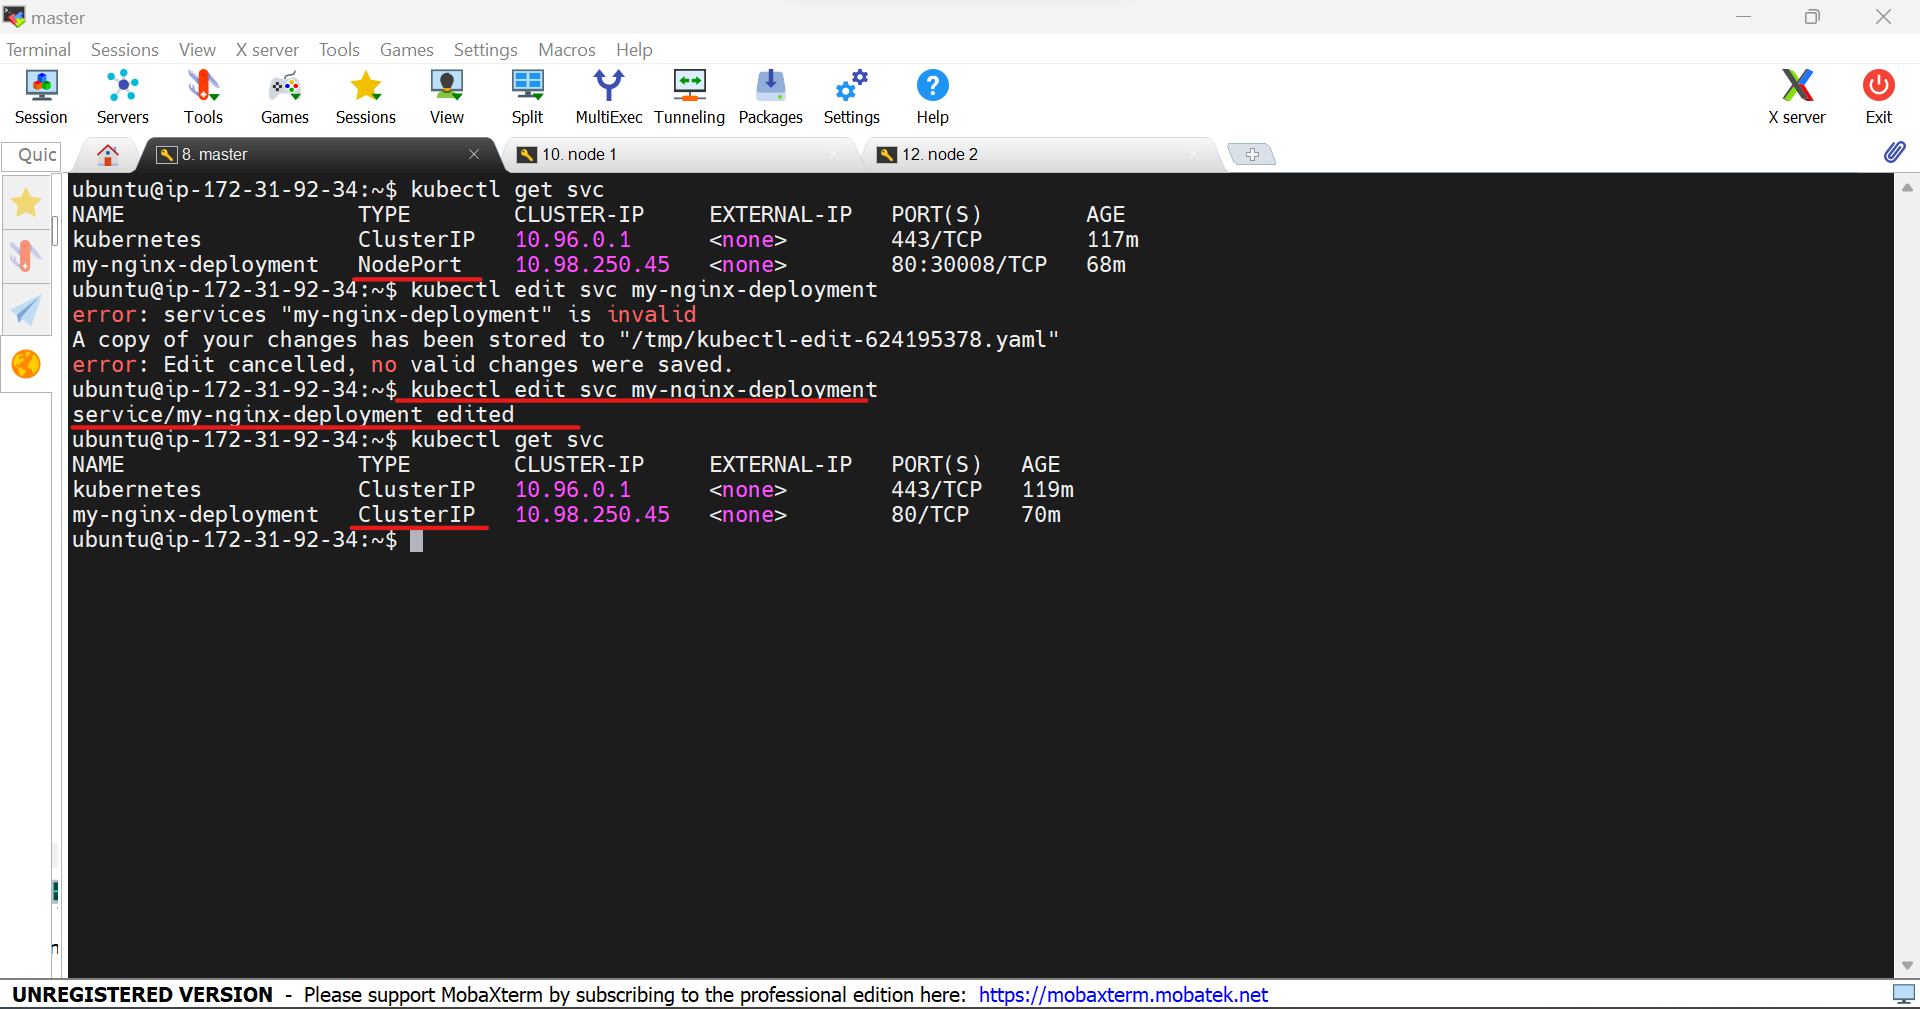 master
Terminal Sessions View X server Tools Games Settings Macros Help
Session Servers Tools Games Sessions View Split MultiExec Tunneling Packages Settings Help X server Exit
Quic 8. master 10. node 1 12. node 2
ubuntu@ip-172-31-92-34:~$ kubectl get svc
NAME TYPE CLUSTER-IP EXTERNAL-IP PORT(S) AGE
kubernetes ClusterIP 10.96.0.1 <none> 443/TCP 117m
my-nginx-deployment NodePort 10.98.250.45 <none> 80:30008/TCP 68m
ubuntu@ip-172-31-92-34:~$ kubectl edit svc my-nginx-deployment
error: services "my-nginx-deployment" is invalid
A copy of your changes has been stored to "/tmp/kubectl-edit-624195378.yaml"
error: Edit cancelled, no valid changes were saved.
ubuntu@ip-172-31-92-34:~$ kubectl edit svc my-nginx-deployment
service/my-nginx-deployment edited
ubuntu@ip-172-31-92-34:~$ kubectl get svc
NAME TYPE CLUSTER-IP EXTERNAL-IP PORT(S) AGE
kubernetes ClusterIP 10.96.0.1 <none> 443/TCP 119m
my-nginx-deployment ClusterIP 10.98.250.45 <none> 80/TCP 70m
ubuntu@ip-172-31-92-34:~$
UNREGISTERED VERSION - Please support MobaXterm by subscribing to the professional edition here: https://mobaxterm.mobatek.net